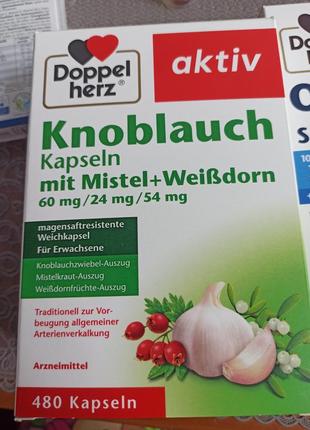 Doppel
herz®
aktiv
Knoblauch
Kapseln
mit Mistel+Weißdorn
60 mg/24 mg/54 mg
magensaftresistente
Weichkapsel
Für Erwachsene
Knoblauchzwiebel-Auszug
Mistelkraut-Auszug
Weißdornfrüchte-Auszug
Traditionell zur Vor-
beugung allgemeiner
Arterienverkalkung
Arzneimittel
480 Kapseln